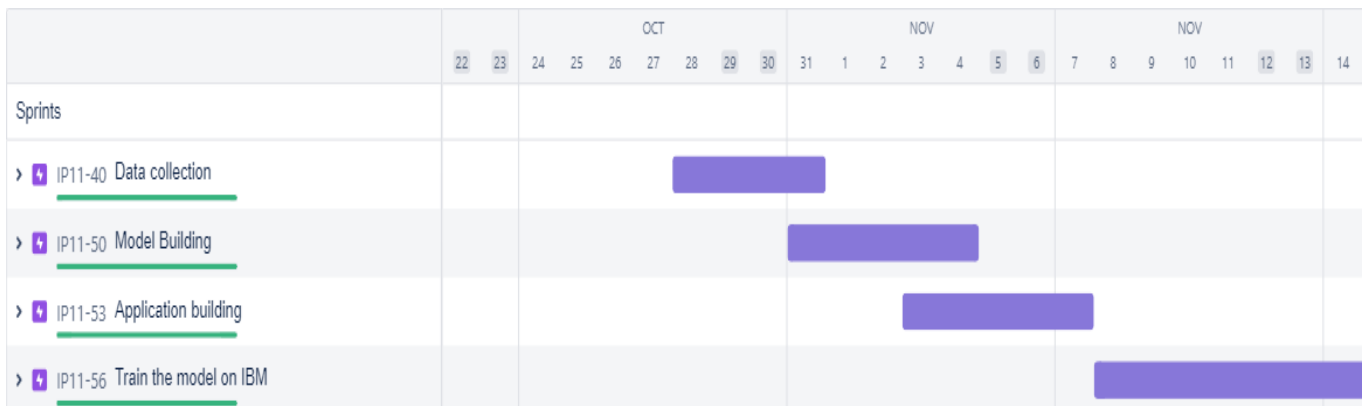 OCT NOV NOV
22 23 24 25 26 27 28 29 30 31 1 2 3 4 5 6 7 8 9 10 11 12 13 14
Sprints
IP11-40 Data collection
IP11-50 Model Building
IP11-53 Application building
IP11-56 Train the model on IBM